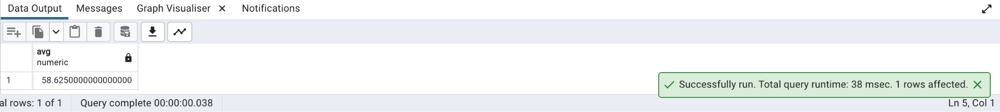 Data Output Messages Graph Visualiser Notifications
avg
numeric
1 58.6250000000000000
Successfully run. Total query runtime: 38 msec. 1 rows affected.
al rows: 1 of 1 Query complete 00:00:00.038 Ln 5, Col 1